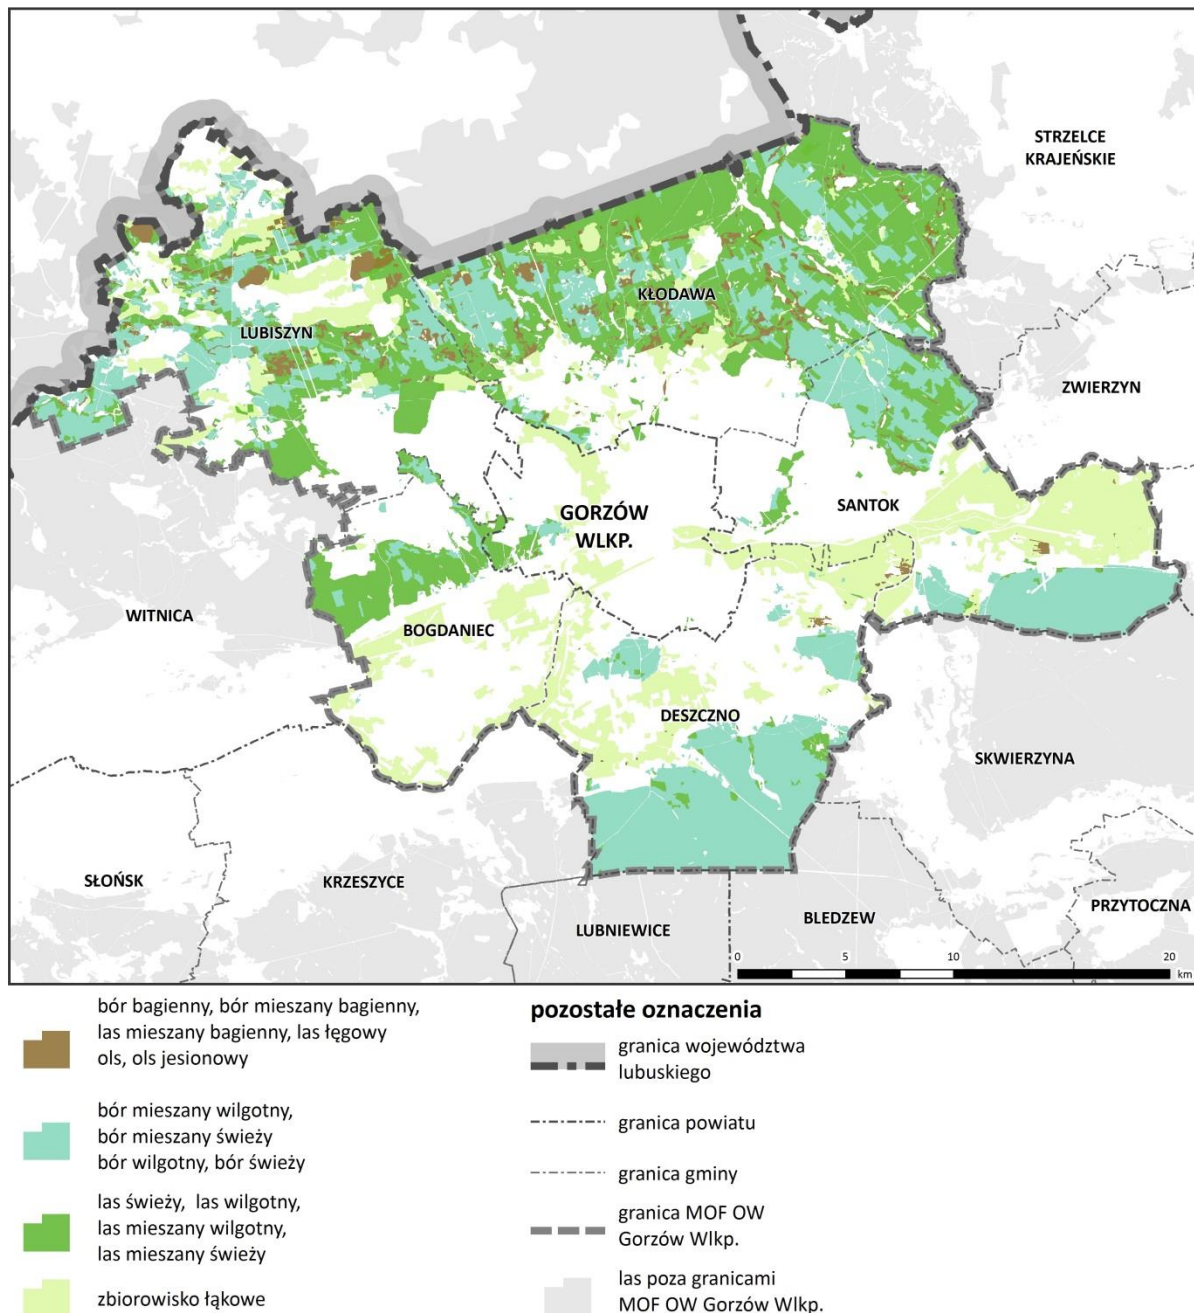 STRZELCE
KRAJEŃSKIE
KŁODAWA
LUBISZYN
ZWIERZYN
GORZÓW
WLKP.
SANTOK
WITNICA
BOGDANIEC
DESZCZNO
SKWIERZYNA
SŁOŃSK
KRZESZYCE
LUBNIEWICE
BLEDZEW
PRZYTOCZNA
0 5 10 20
km
bór bagienny, bór mieszany bagienny,
las mieszany bagienny, las łęgowy
ols, ols jesionowy
bór mieszany wilgotny,
bór mieszany świeży
bór wilgotny, bór świeży
las świeży, las wilgotny,
las mieszany wilgotny,
las mieszany świeży
zbiorowisko łąkowe
pozostałe oznaczenia
granica województwa
lubuskiego
granica powiatu
granica gminy
granica MOF OW
Gorzów Wlkp.
las poza granicami
MOF OW Gorzów Wlkp.